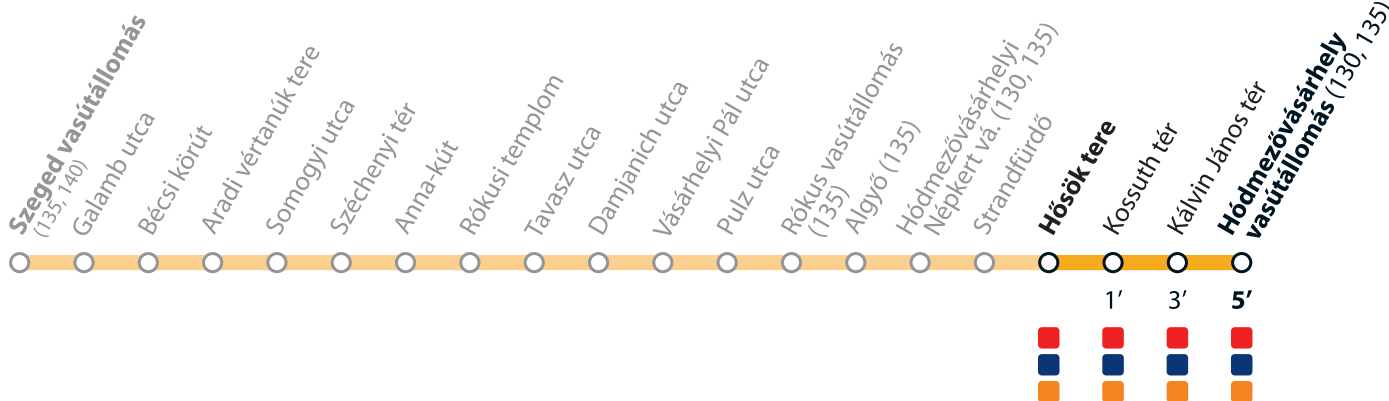 Szeged vasútállomás
(135, 140)
Galamb utca
Bécsi körút
Aradi vértanúk tere
Somogyi utca
Széchenyi tér
Anna-kút
Rókusi templom
Tavasz utca
Damjanich utca
Vásárhelyi Pál utca
Pulz utca
Rókus vasútállomás
(135)
Algyő (135)
Hódmezővásárhelyi
Népkert vá. (130, 135)
Strandfürdő
Hősök tere
Kossuth tér
Kálvin János tér
Hódmezővásárhely
vasútállomás (130, 135)
1’ 3’ 5’